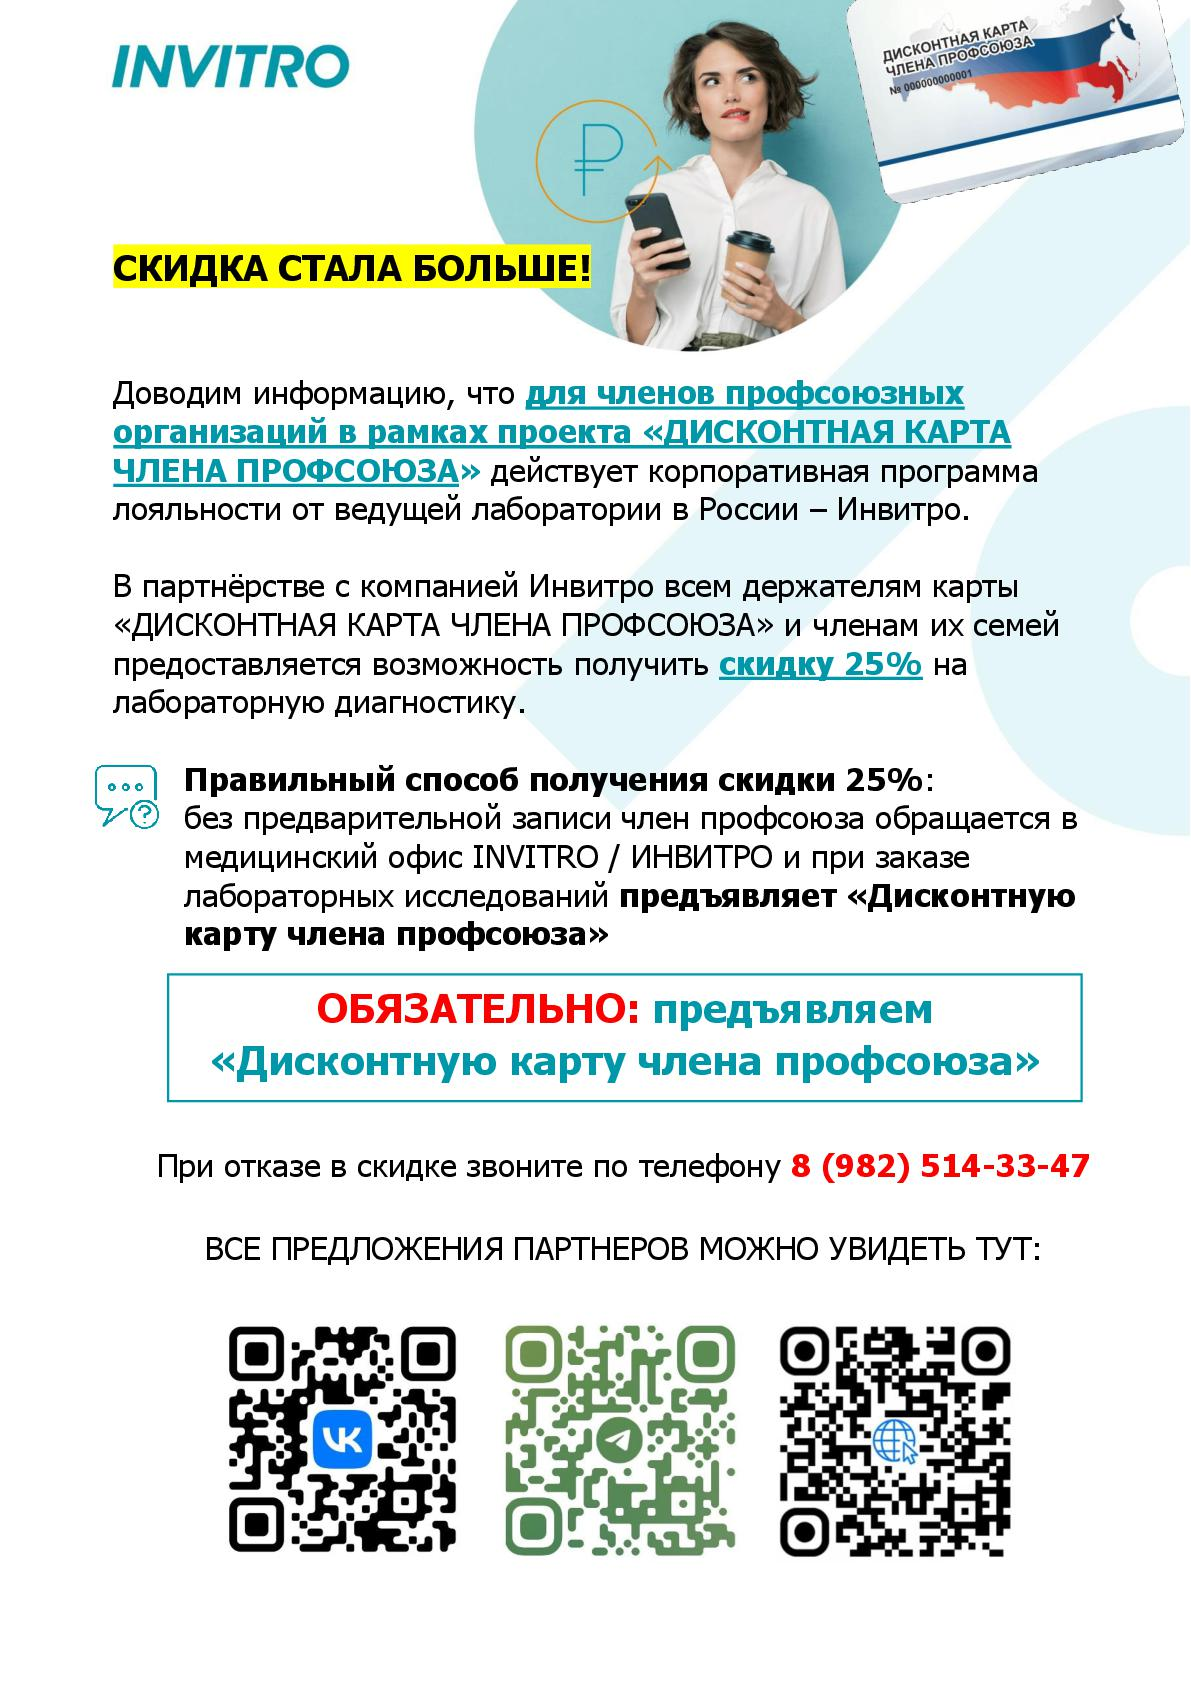 INVITRO
ДИСКОНТНАЯ КАРТА
ЧЛЕНА ПРОФСОЮЗА
№ 000000000001
СКИДКА СТАЛА БОЛЬШЕ!
Доводим информацию, что для членов профсоюзных
организаций в рамках проекта «ДИСКОНТНАЯ КАРТА
ЧЛЕНА ПРОФСОЮЗА» действует корпоративная программа
лояльности от ведущей лаборатории в России – Инвитро.
В партнёрстве с компанией Инвитро всем держателям карты
«ДИСКОНТНАЯ КАРТА ЧЛЕНА ПРОФСОЮЗА» и членам их семей
предоставляется возможность получить скидку 25% на
лабораторную диагностику.
Правильный способ получения скидки 25%:
без предварительной записи член профсоюза обращается в
медицинский офис INVITRO / ИНВИТРО и при заказе
лабораторных исследований предъявляет «Дисконтную
карту члена профсоюза»
ОБЯЗАТЕЛЬНО: предъявляем
«Дисконтную карту члена профсоюза»
При отказе в скидке звоните по телефону 8 (982) 514-33-47
ВСЕ ПРЕДЛОЖЕНИЯ ПАРТНЕРОВ МОЖНО УВИДЕТЬ ТУТ: